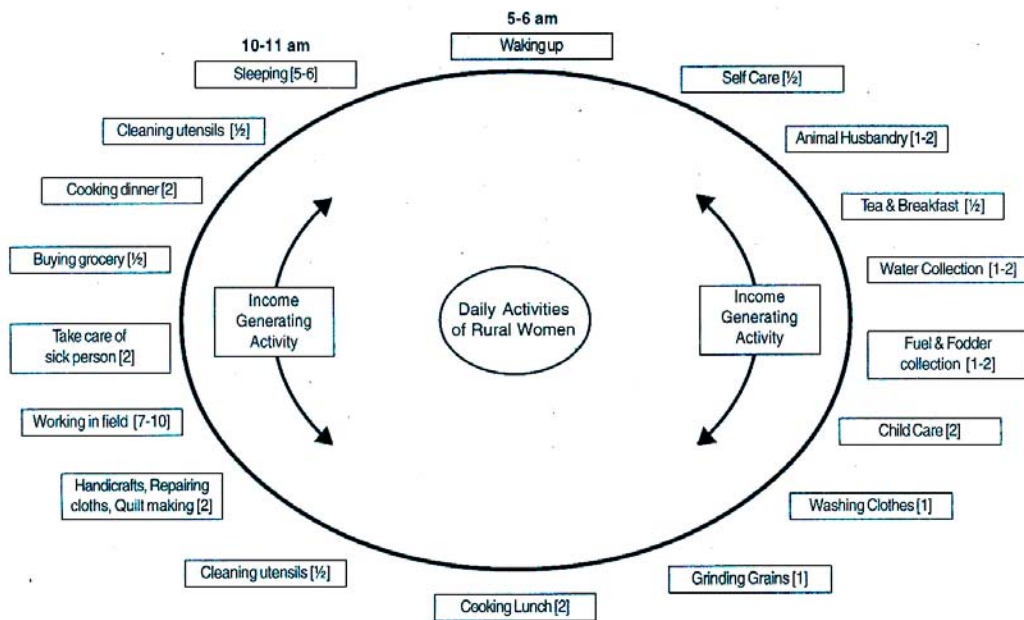 5-6 am
Waking up
Self Care [½]
Animal Husbandry [1-2]
Tea & Breakfast [½]
Water Collection [1-2]
Fuel & Fodder
collection [1-2]
Child Care [2]
Washing Clothes [1]
Grinding Grains [1]
Cooking Lunch [2]
Cleaning utensils [½]
Handicrafts, Repairing
cloths, Quilt making [2]
Working in field [7-10]
Take care of
sick person [2]
Buying grocery [½]
Cooking dinner [2]
Cleaning utensils [½]
10-11 am
Sleeping [5-6]
Income
Generating
Activity
Daily Activities
of Rural Women
Income
Generating
Activity